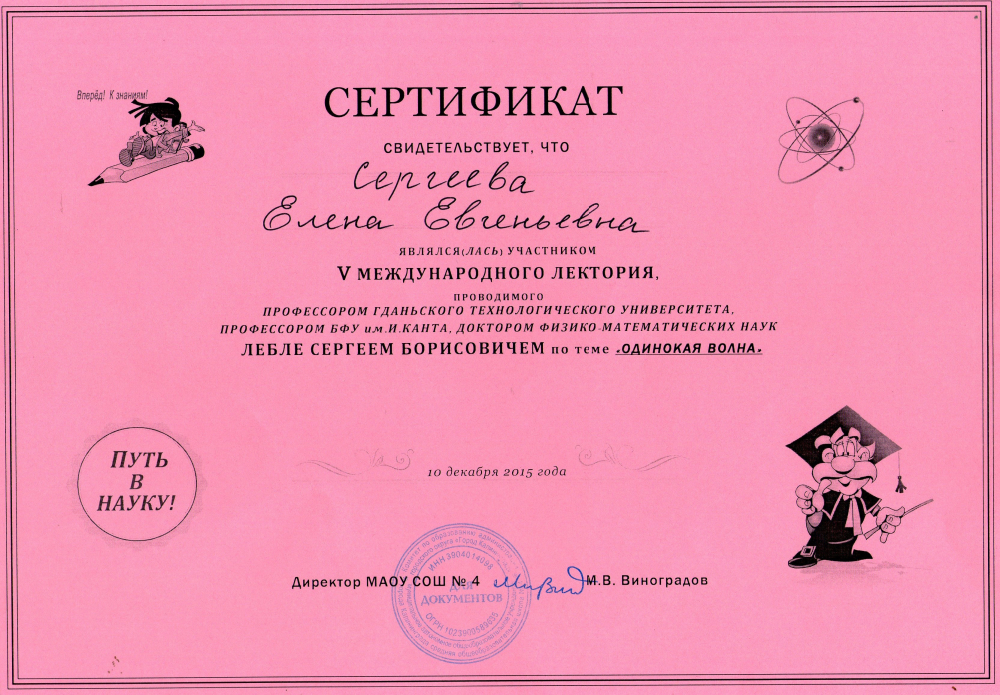 Вперёд! К знаниям!
СЕРТИФИКАТ
СВИДЕТЕЛЬСТВУЕТ, ЧТО
Сергеева
Елена Евгеньевна
ЯВЛЯЛСЯ(ЛАСЬ) УЧАСТНИКОМ
V МЕЖДУНАРОДНОГО ЛЕКТОРИЯ,
ПРОВОДИМОГО
ПРОФЕССОРОМ ГДАНЬСКОГО ТЕХНОЛОГИЧЕСКОГО УНИВЕРСИТЕТА,
ПРОФЕССОРОМ БФУ им.И.КАНТА, ДОКТОРОМ ФИЗИКО-МАТЕМАТИЧЕСКИХ НАУК
ЛЕБЛЕ СЕРГЕЕМ БОРИСОВИЧЕМ по теме «ОДИНОКАЯ ВОЛНА»
ПУТЬ
В
НАУКУ!
10 декабря 2015 года
Директор МАОУ СОШ № 4 М.В. Виноградов
ДЛЯ
ДОКУМЕНТОВ